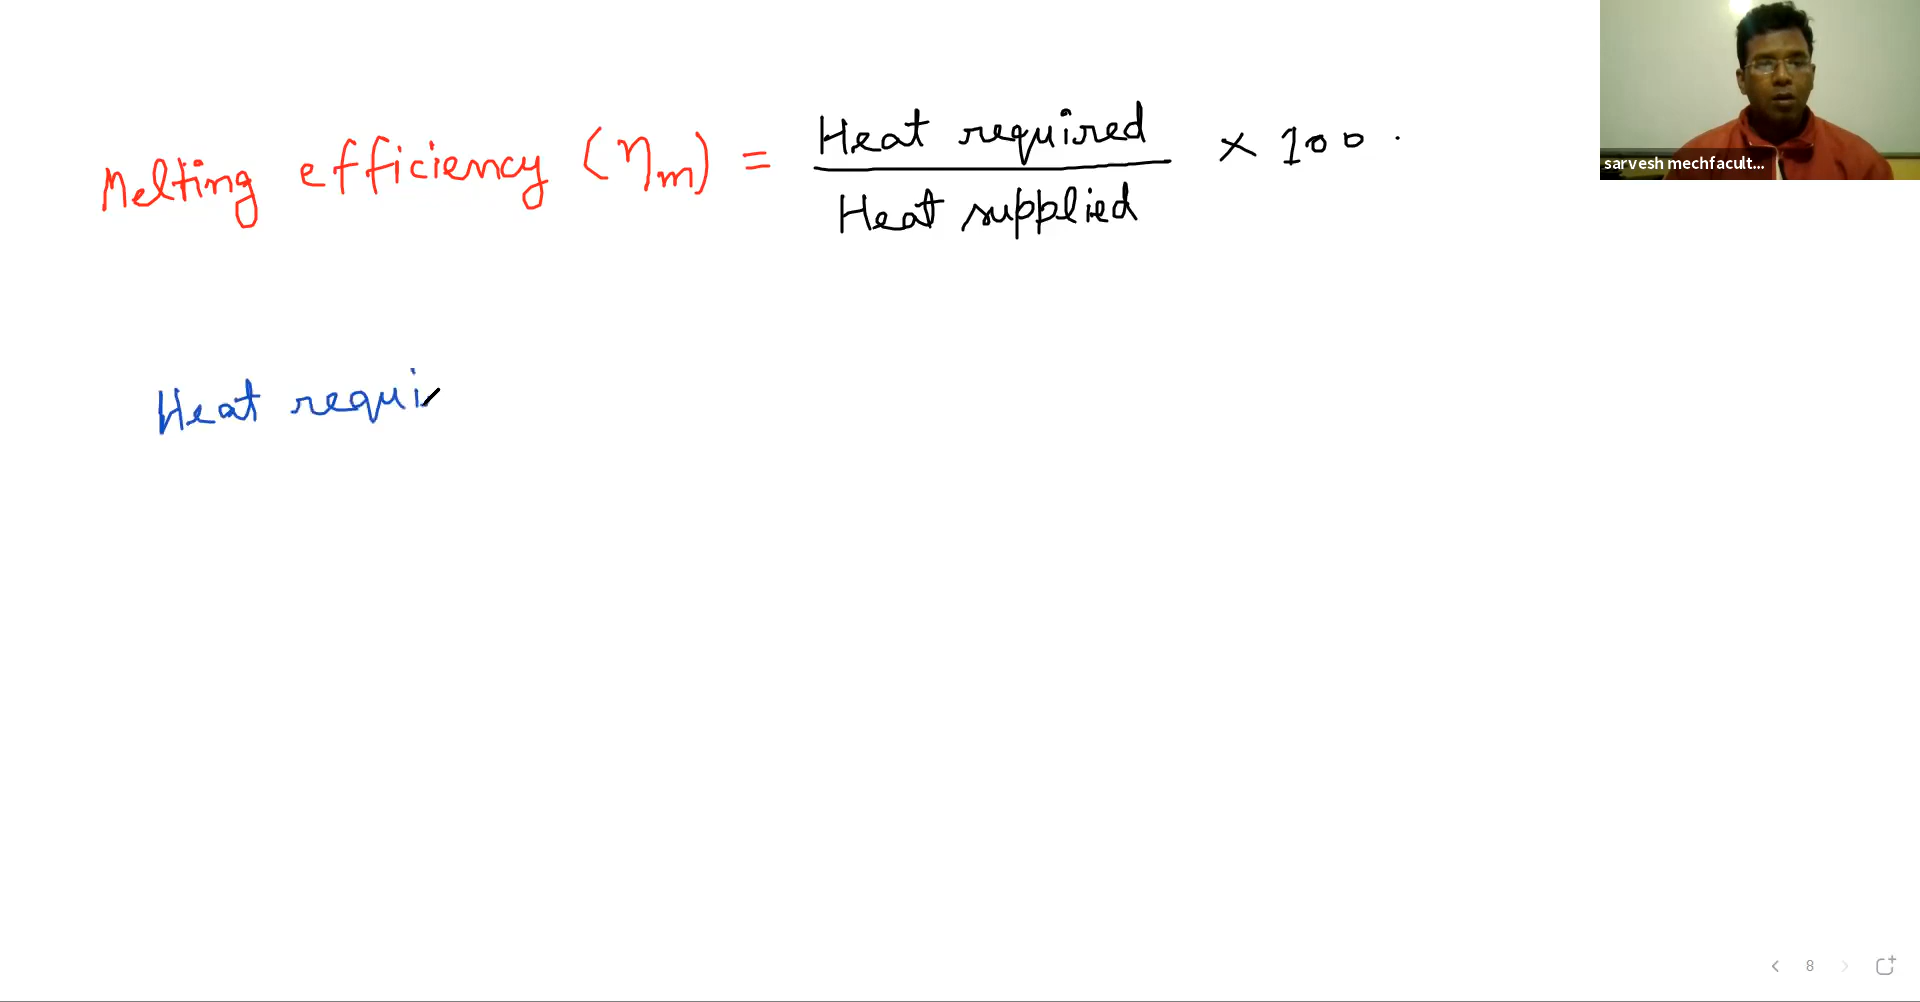 Melting efficiency (ηm) = Heat required / Heat supplied × 100 .
sarvesh mechfacult...
Heat requi
8